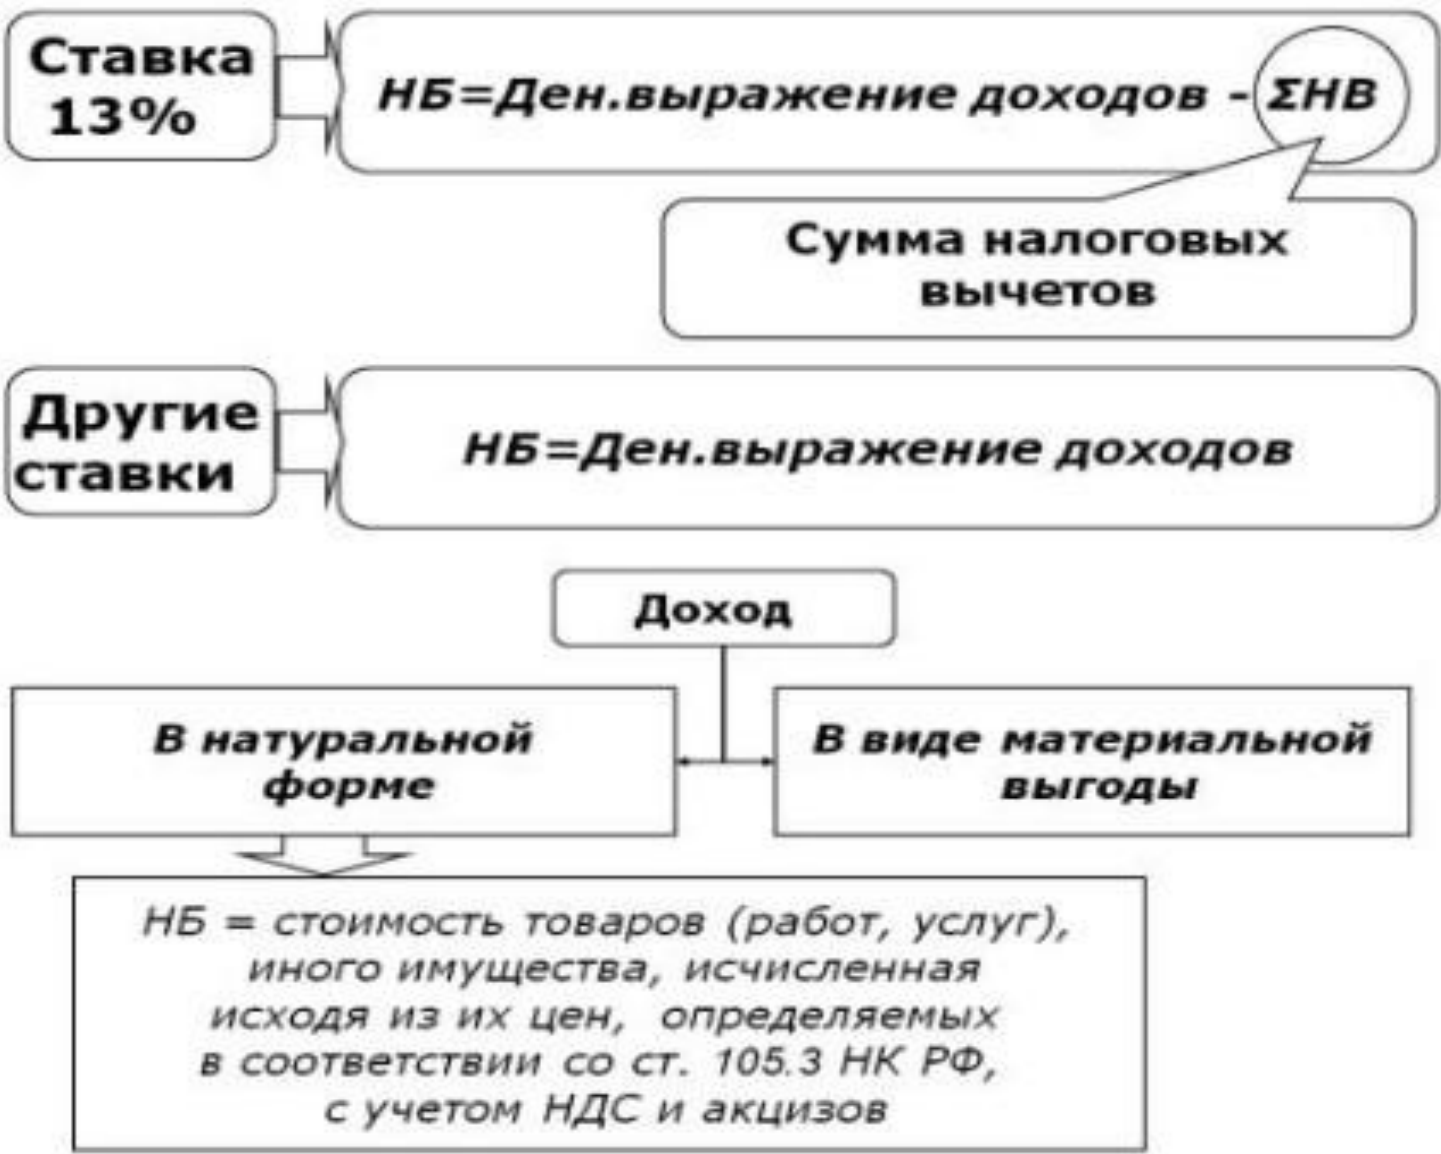 Ставка
13%
НБ=Ден.выражение доходов - ΣНВ
Сумма налоговых
вычетов
Другие
ставки
НБ=Ден.выражение доходов
Доход
В натуральной
форме
В виде материальной
выгоды
НБ = стоимость товаров (работ, услуг),
иного имущества, исчисленная
исходя из их цен, определяемых
в соответствии со ст. 105.3 НК РФ,
с учетом НДС и акцизов